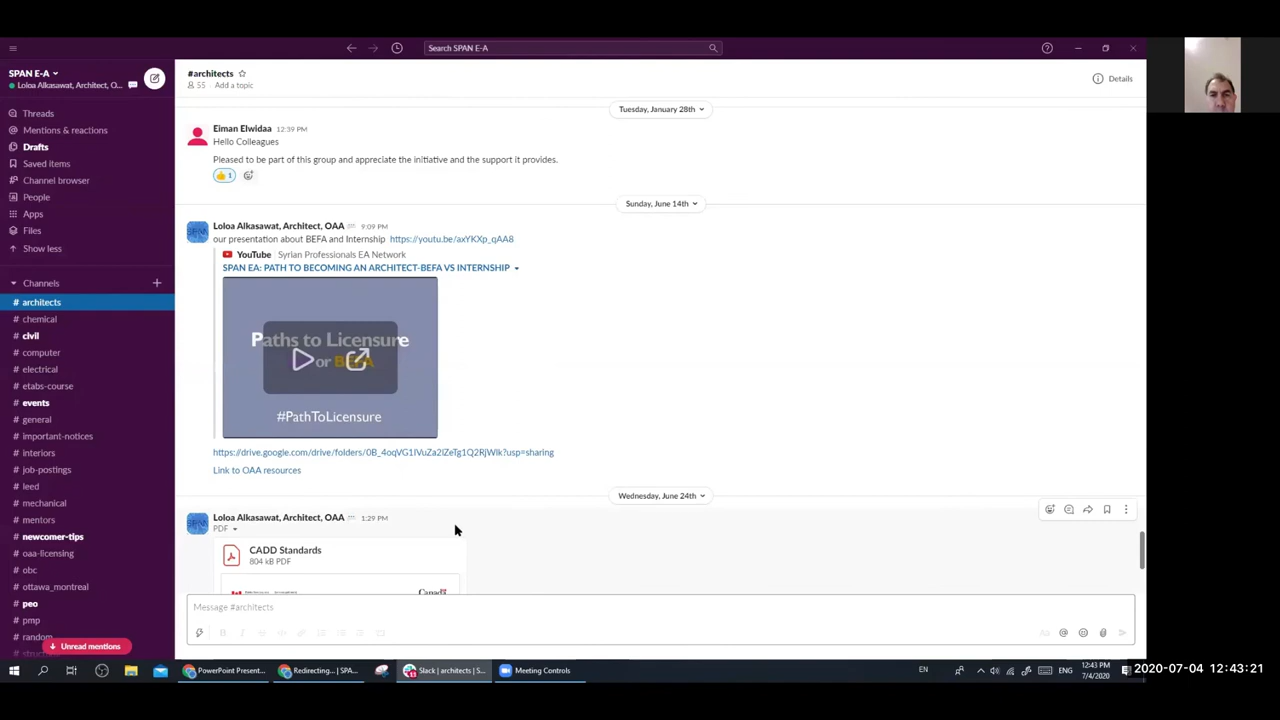 Search SPAN E-A
SPAN E-A
Loloa Alkasawat, Architect, O...
Threads
Mentions & reactions
Drafts
Saved items
Channel browser
People
Apps
Files
Show less
Channels
# architects
# chemical
# civil
# computer
# electrical
# etabs-course
# events
# general
# important-notices
# interiors
# job-postings
# leed
# mechanical
# mentors
# newcomer-tips
# oaa-licensing
# obc
# ottawa_montreal
# peo
# pmp
# random
Unread mentions
#architects
55 Add a topic
Details
Tuesday, January 28th
Eiman Elwidaa 12:39 PM
Hello Colleagues
Pleased to be part of this group and appreciate the initiative and the support it provides.
1
Sunday, June 14th
Loloa Alkasawat, Architect, OAA 9:09 PM
our presentation about BEFA and Internship https://youtu.be/axYKXp_qAA8
YouTube Syrian Professionals EA Network
SPAN EA: PATH TO BECOMING AN ARCHITECT-BEFA VS INTERNSHIP
Paths to Licensure
or BEFA
#PathToLicensure
Link to OAA resources
Wednesday, June 24th
Loloa Alkasawat, Architect, OAA 1:29 PM
PDF
CADD Standards
804 kB PDF
Canada
Message #architects
PowerPoint Present...
Redirecting... | SPA...
Slack | architects | S...
Meeting Controls
EN
ENG
12:43 PM
7/4/2020
2020-07-04 12:43:21